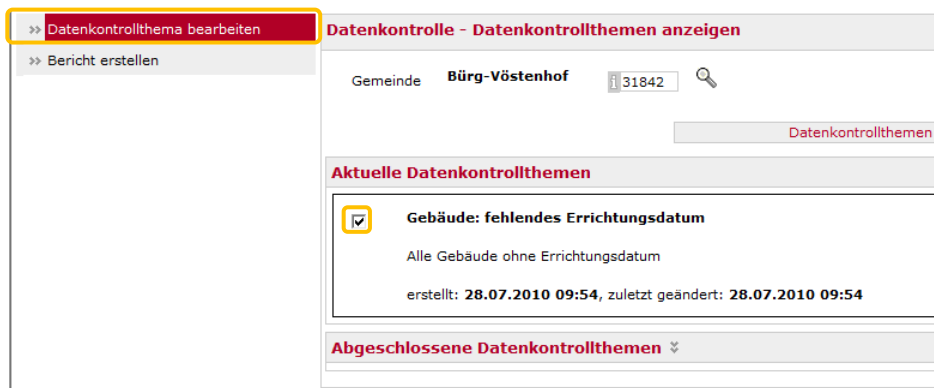 Datenkontrollthema bearbeiten
Bericht erstellen
Datenkontrolle - Datenkontrollthemen anzeigen
Gemeinde Bürg-Vöstenhof i 31842
Datenkontrollthemen
Aktuelle Datenkontrollthemen
Gebäude: fehlendes Errichtungsdatum
Alle Gebäude ohne Errichtungsdatum
erstellt: 28.07.2010 09:54, zuletzt geändert: 28.07.2010 09:54
Abgeschlossene Datenkontrollthemen